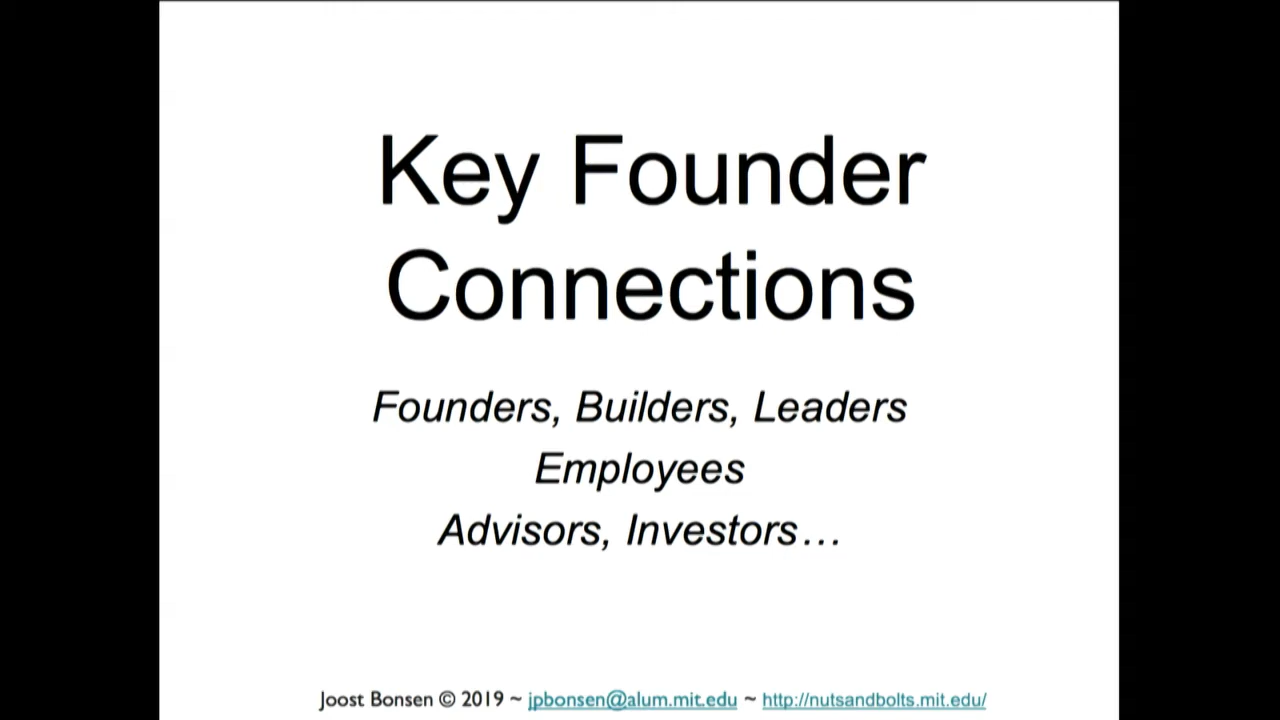 Key Founder
Connections
Founders, Builders, Leaders
Employees
Advisors, Investors…
Joost Bonsen © 2019 ~ jpbonsen@alum.mit.edu ~ http://nutsandbolts.mit.edu/